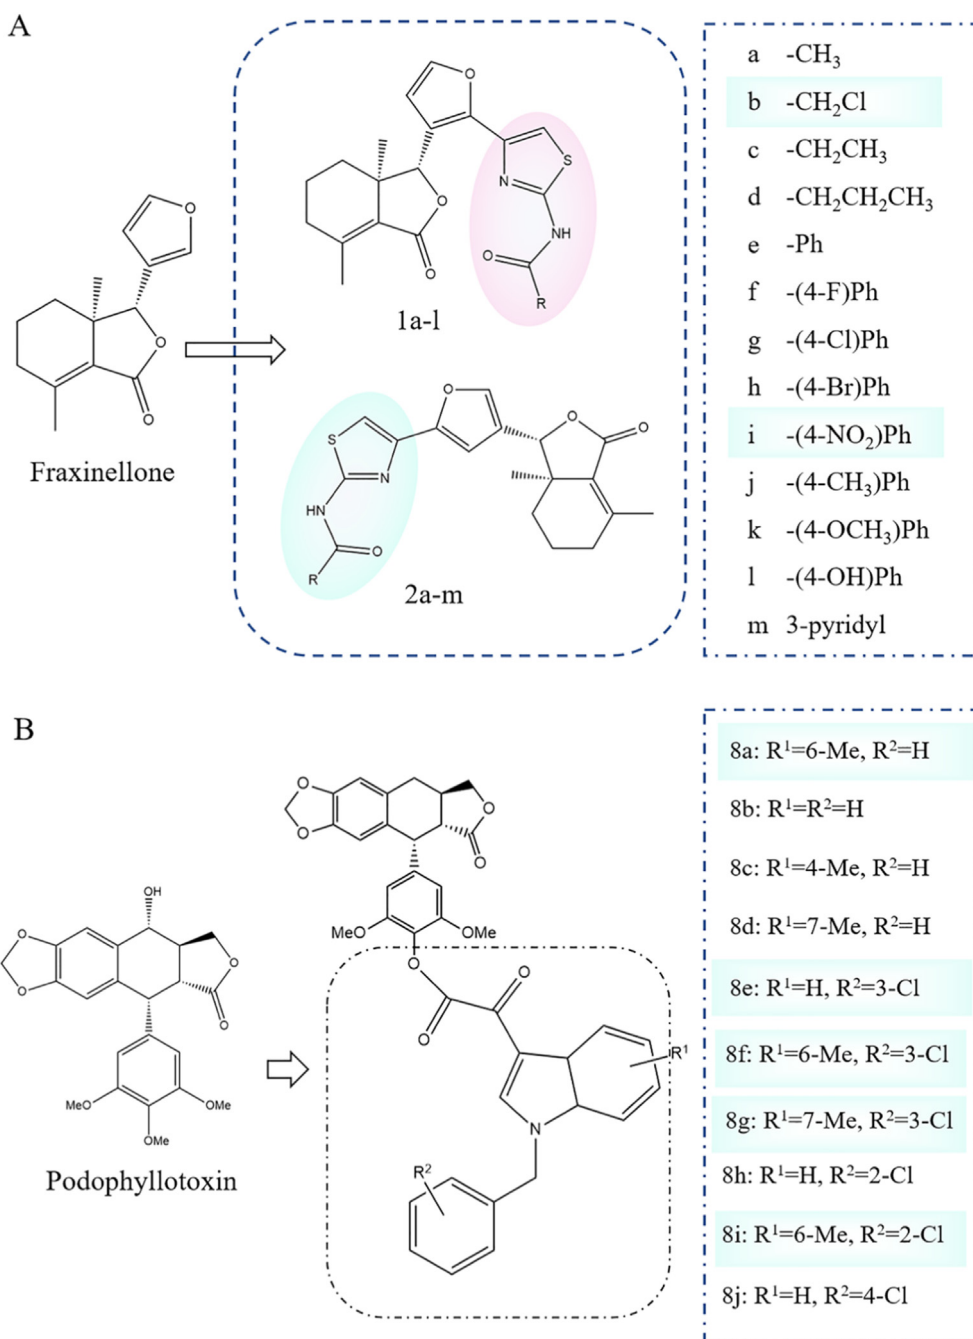 A
O
S
N
NH
O
O
O
R
1a-l
O
O
O
Fraxinellone
O
O
O
S
N
HN
O
R
2a-m
a -CH₃
b -CH₂Cl
c -CH₂CH₃
d -CH₂CH₂CH₃
e -Ph
f -(4-F)Ph
g -(4-Cl)Ph
h -(4-Br)Ph
i -(4-NO₂)Ph
j -(4-CH₃)Ph
k -(4-OCH₃)Ph
l -(4-OH)Ph
m 3-pyridyl
B
OH
O
O
O
O
MeO
OMe
OMe
Podophyllotoxin
O
O
O
O
MeO
OMe
O
O
O
R¹
N
R²
8a: R¹=6-Me, R²=H
8b: R¹=R²=H
8c: R¹=4-Me, R²=H
8d: R¹=7-Me, R²=H
8e: R¹=H, R²=3-Cl
8f: R¹=6-Me, R²=3-Cl
8g: R¹=7-Me, R²=3-Cl
8h: R¹=H, R²=2-Cl
8i: R¹=6-Me, R²=2-Cl
8j: R¹=H, R²=4-Cl